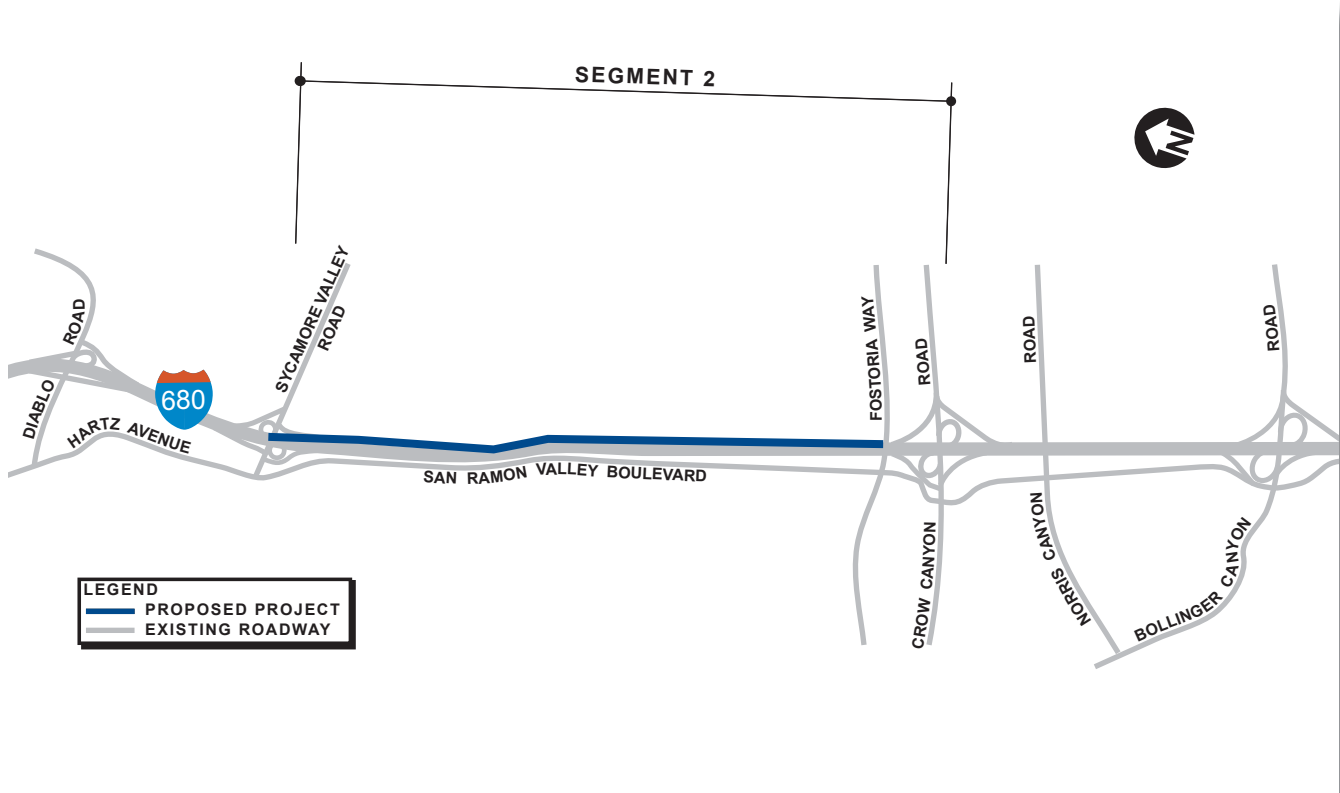 SEGMENT 2
N
SYCAMORE VALLEY
ROAD
DIABLO
ROAD
680
HARTZ AVENUE
SAN RAMON VALLEY BOULEVARD
FOSTORIA WAY
CROW CANYON
ROAD
NORRIS CANYON
ROAD
BOLLINGER CANYON
ROAD
LEGEND
PROPOSED PROJECT
EXISTING ROADWAY